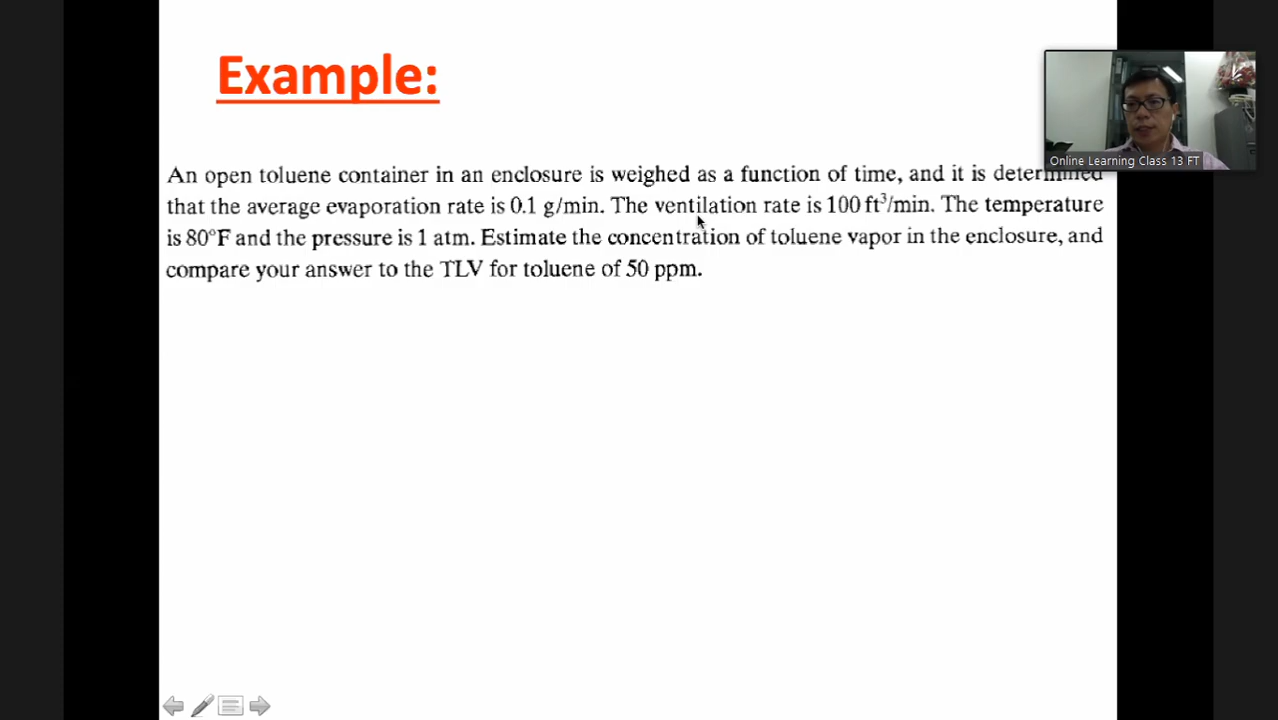 Example:
Online Learning Class 13 FT
An open toluene container in an enclosure is weighed as a function of time, and it is determined
that the average evaporation rate is 0.1 g/min. The ventilation rate is 100 ft³/min. The temperature
is 80°F and the pressure is 1 atm. Estimate the concentration of toluene vapor in the enclosure, and
compare your answer to the TLV for toluene of 50 ppm.